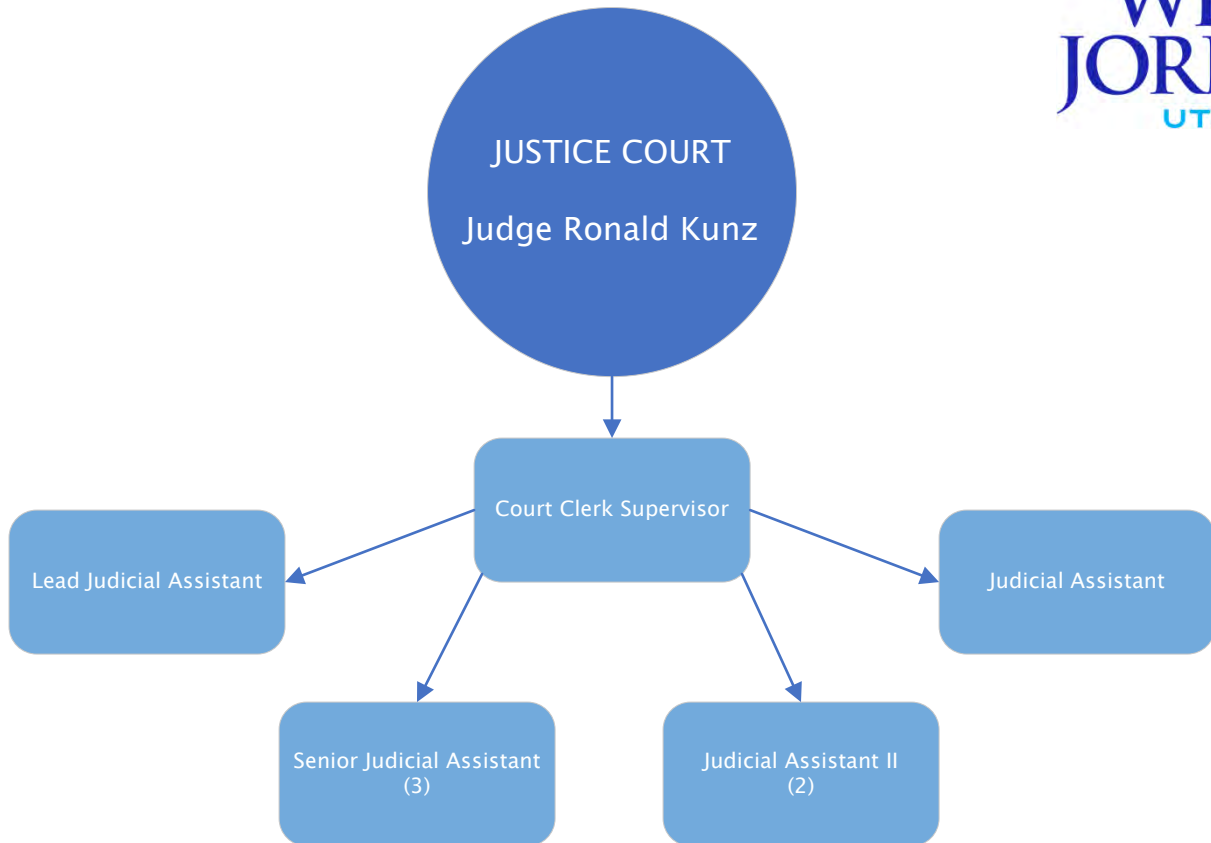 JUSTICE COURT
Judge Ronald Kunz
Court Clerk Supervisor
Lead Judicial Assistant
Judicial Assistant
Senior Judicial Assistant
(3)
Judicial Assistant II
(2)